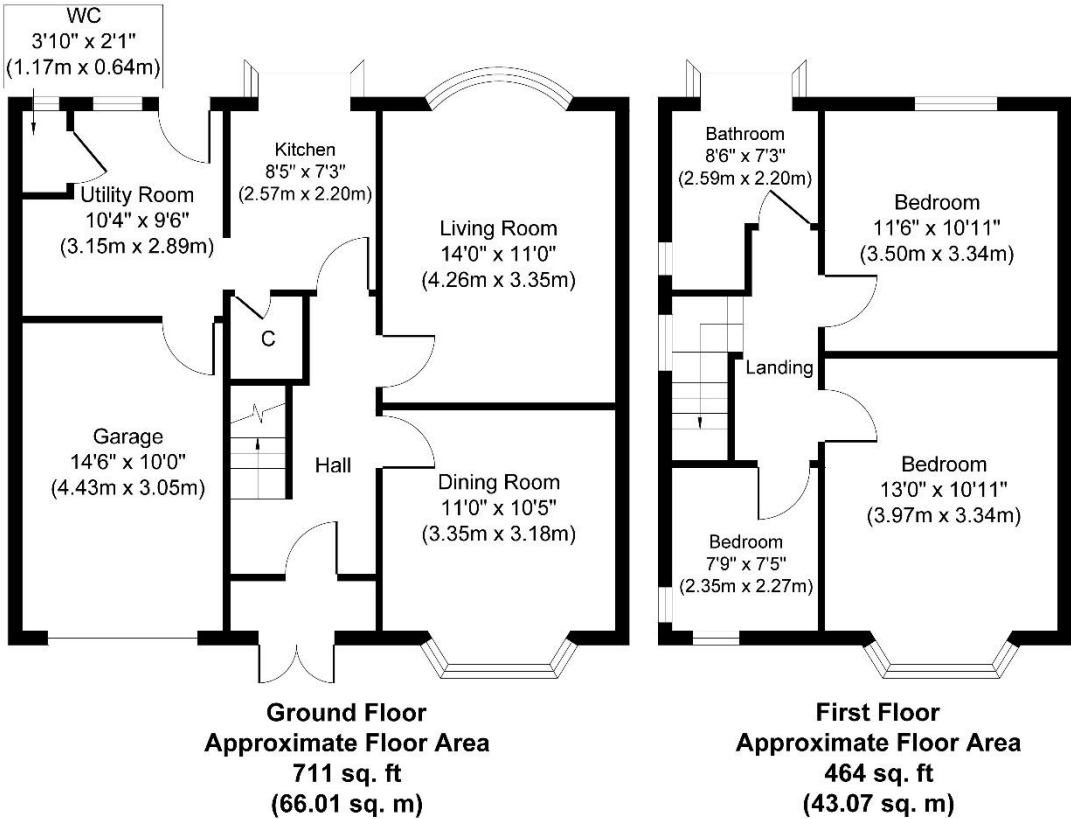 WC
3'10" x 2'1"
(1.17m x 0.64m)
Utility Room
10'4" x 9'6"
(3.15m x 2.89m)
Kitchen
8'5" x 7'3"
(2.57m x 2.20m)
Living Room
14'0" x 11'0"
(4.26m x 3.35m)
C
Garage
14'6" x 10'0"
(4.43m x 3.05m)
Hall
Dining Room
11'0" x 10'5"
(3.35m x 3.18m)
Ground Floor
Approximate Floor Area
711 sq. ft
(66.01 sq. m)
Bathroom
8'6" x 7'3"
(2.59m x 2.20m)
Bedroom
11'6" x 10'11"
(3.50m x 3.34m)
Landing
Bedroom
13'0" x 10'11"
(3.97m x 3.34m)
Bedroom
7'9" x 7'5"
(2.35m x 2.27m)
First Floor
Approximate Floor Area
464 sq. ft
(43.07 sq. m)